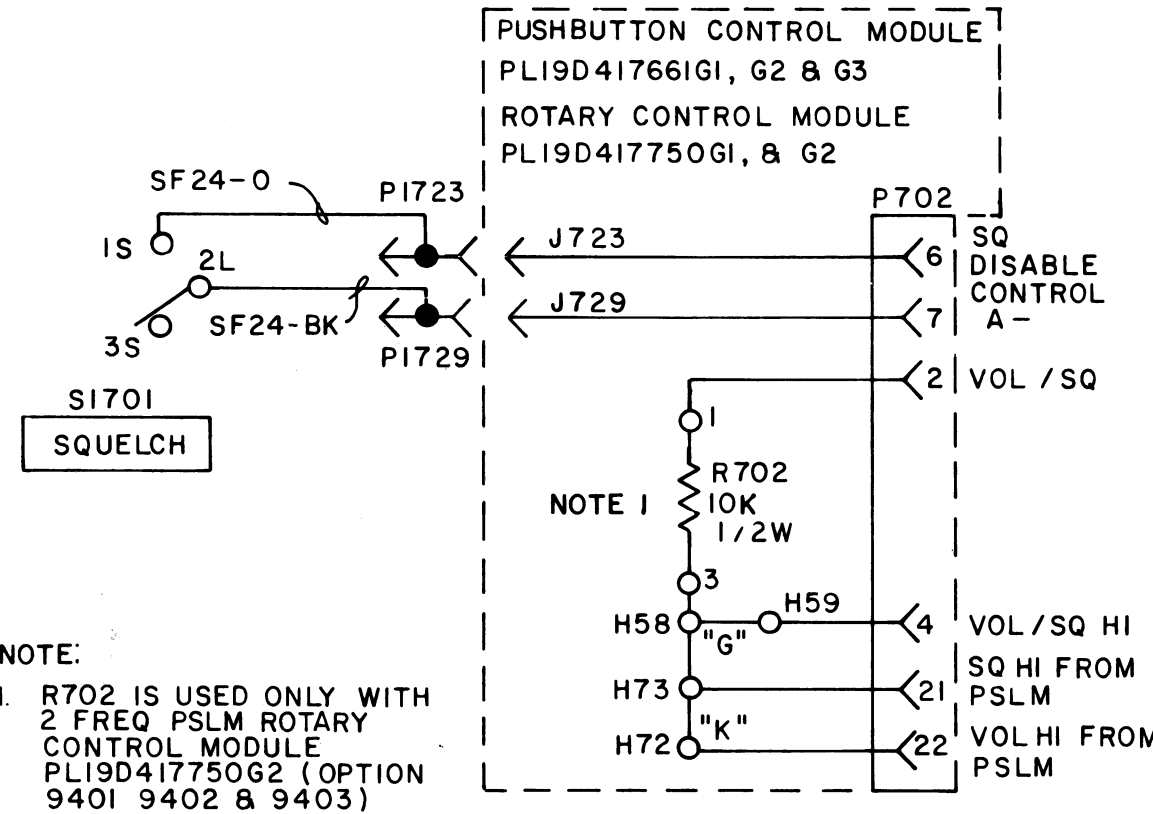 PUSHBUTTON CONTROL MODULE
PL19D417661G1, G2 & G3
ROTARY CONTROL MODULE
PL19D417750G1, & G2
SF24-O
P1723
P702
1S
J723
6
SQ
DISABLE
CONTROL
2L
SF24-BK
J729
7
A-
3S
P1729
2
VOL / SQ
S1701
SQUELCH
1
R702
10K
1/2W
NOTE 1
3
H58
"G"
H59
4
VOL/SQ HI
H73
21
SQ HI FROM
PSLM
"K"
H72
22
VOL HI FROM
PSLM
NOTE:
1. R702 IS USED ONLY WITH
2 FREQ PSLM ROTARY
CONTROL MODULE
PL19D417750G2 (OPTION
9401 9402 & 9403)